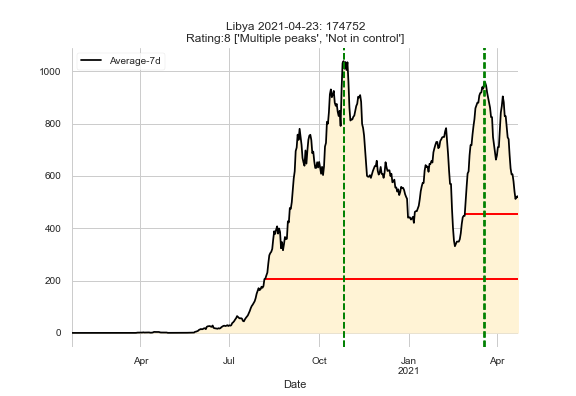 Libya 2021-04-23: 174752
Rating:8 ['Multiple peaks', 'Not in control']
Average-7d
1000
800
600
400
200
0
Apr
Jul
Oct
Jan
2021
Apr
Date